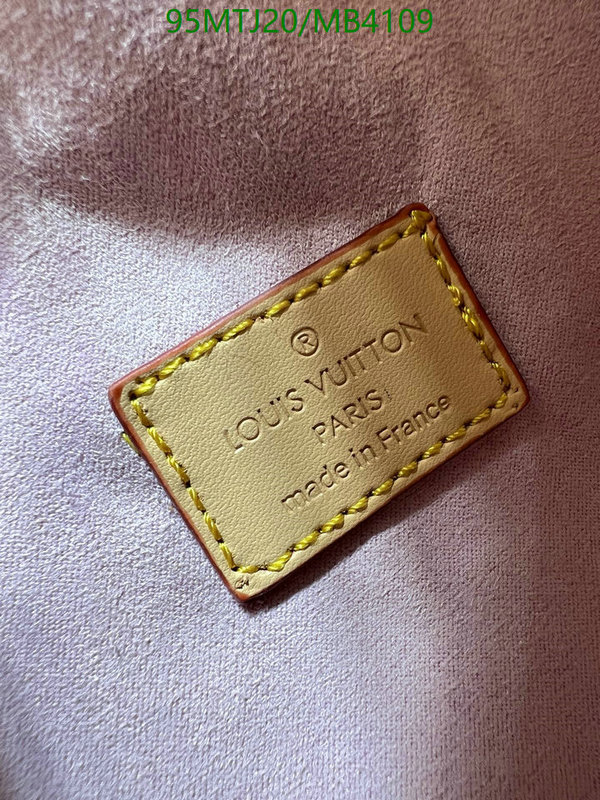 95MTJ20/MB4109
®
LOUIS VUITTON
PARIS
made in France